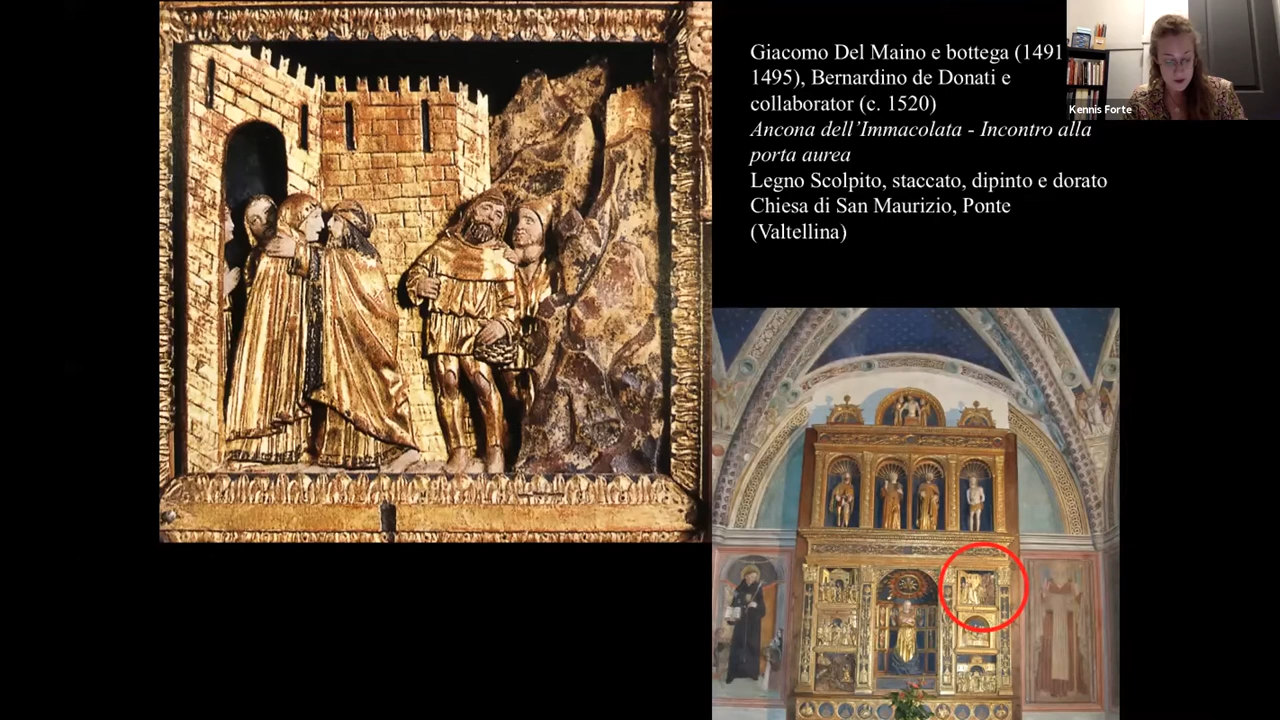 Giacomo Del Maino e bottega (1491
1495), Bernardino de Donati e
collaborator (c. 1520)
Ancona dell’Immacolata - Incontro alla
porta aurea
Legno Scolpito, staccato, dipinto e dorato
Chiesa di San Maurizio, Ponte
(Valtellina)
Kennis Forte